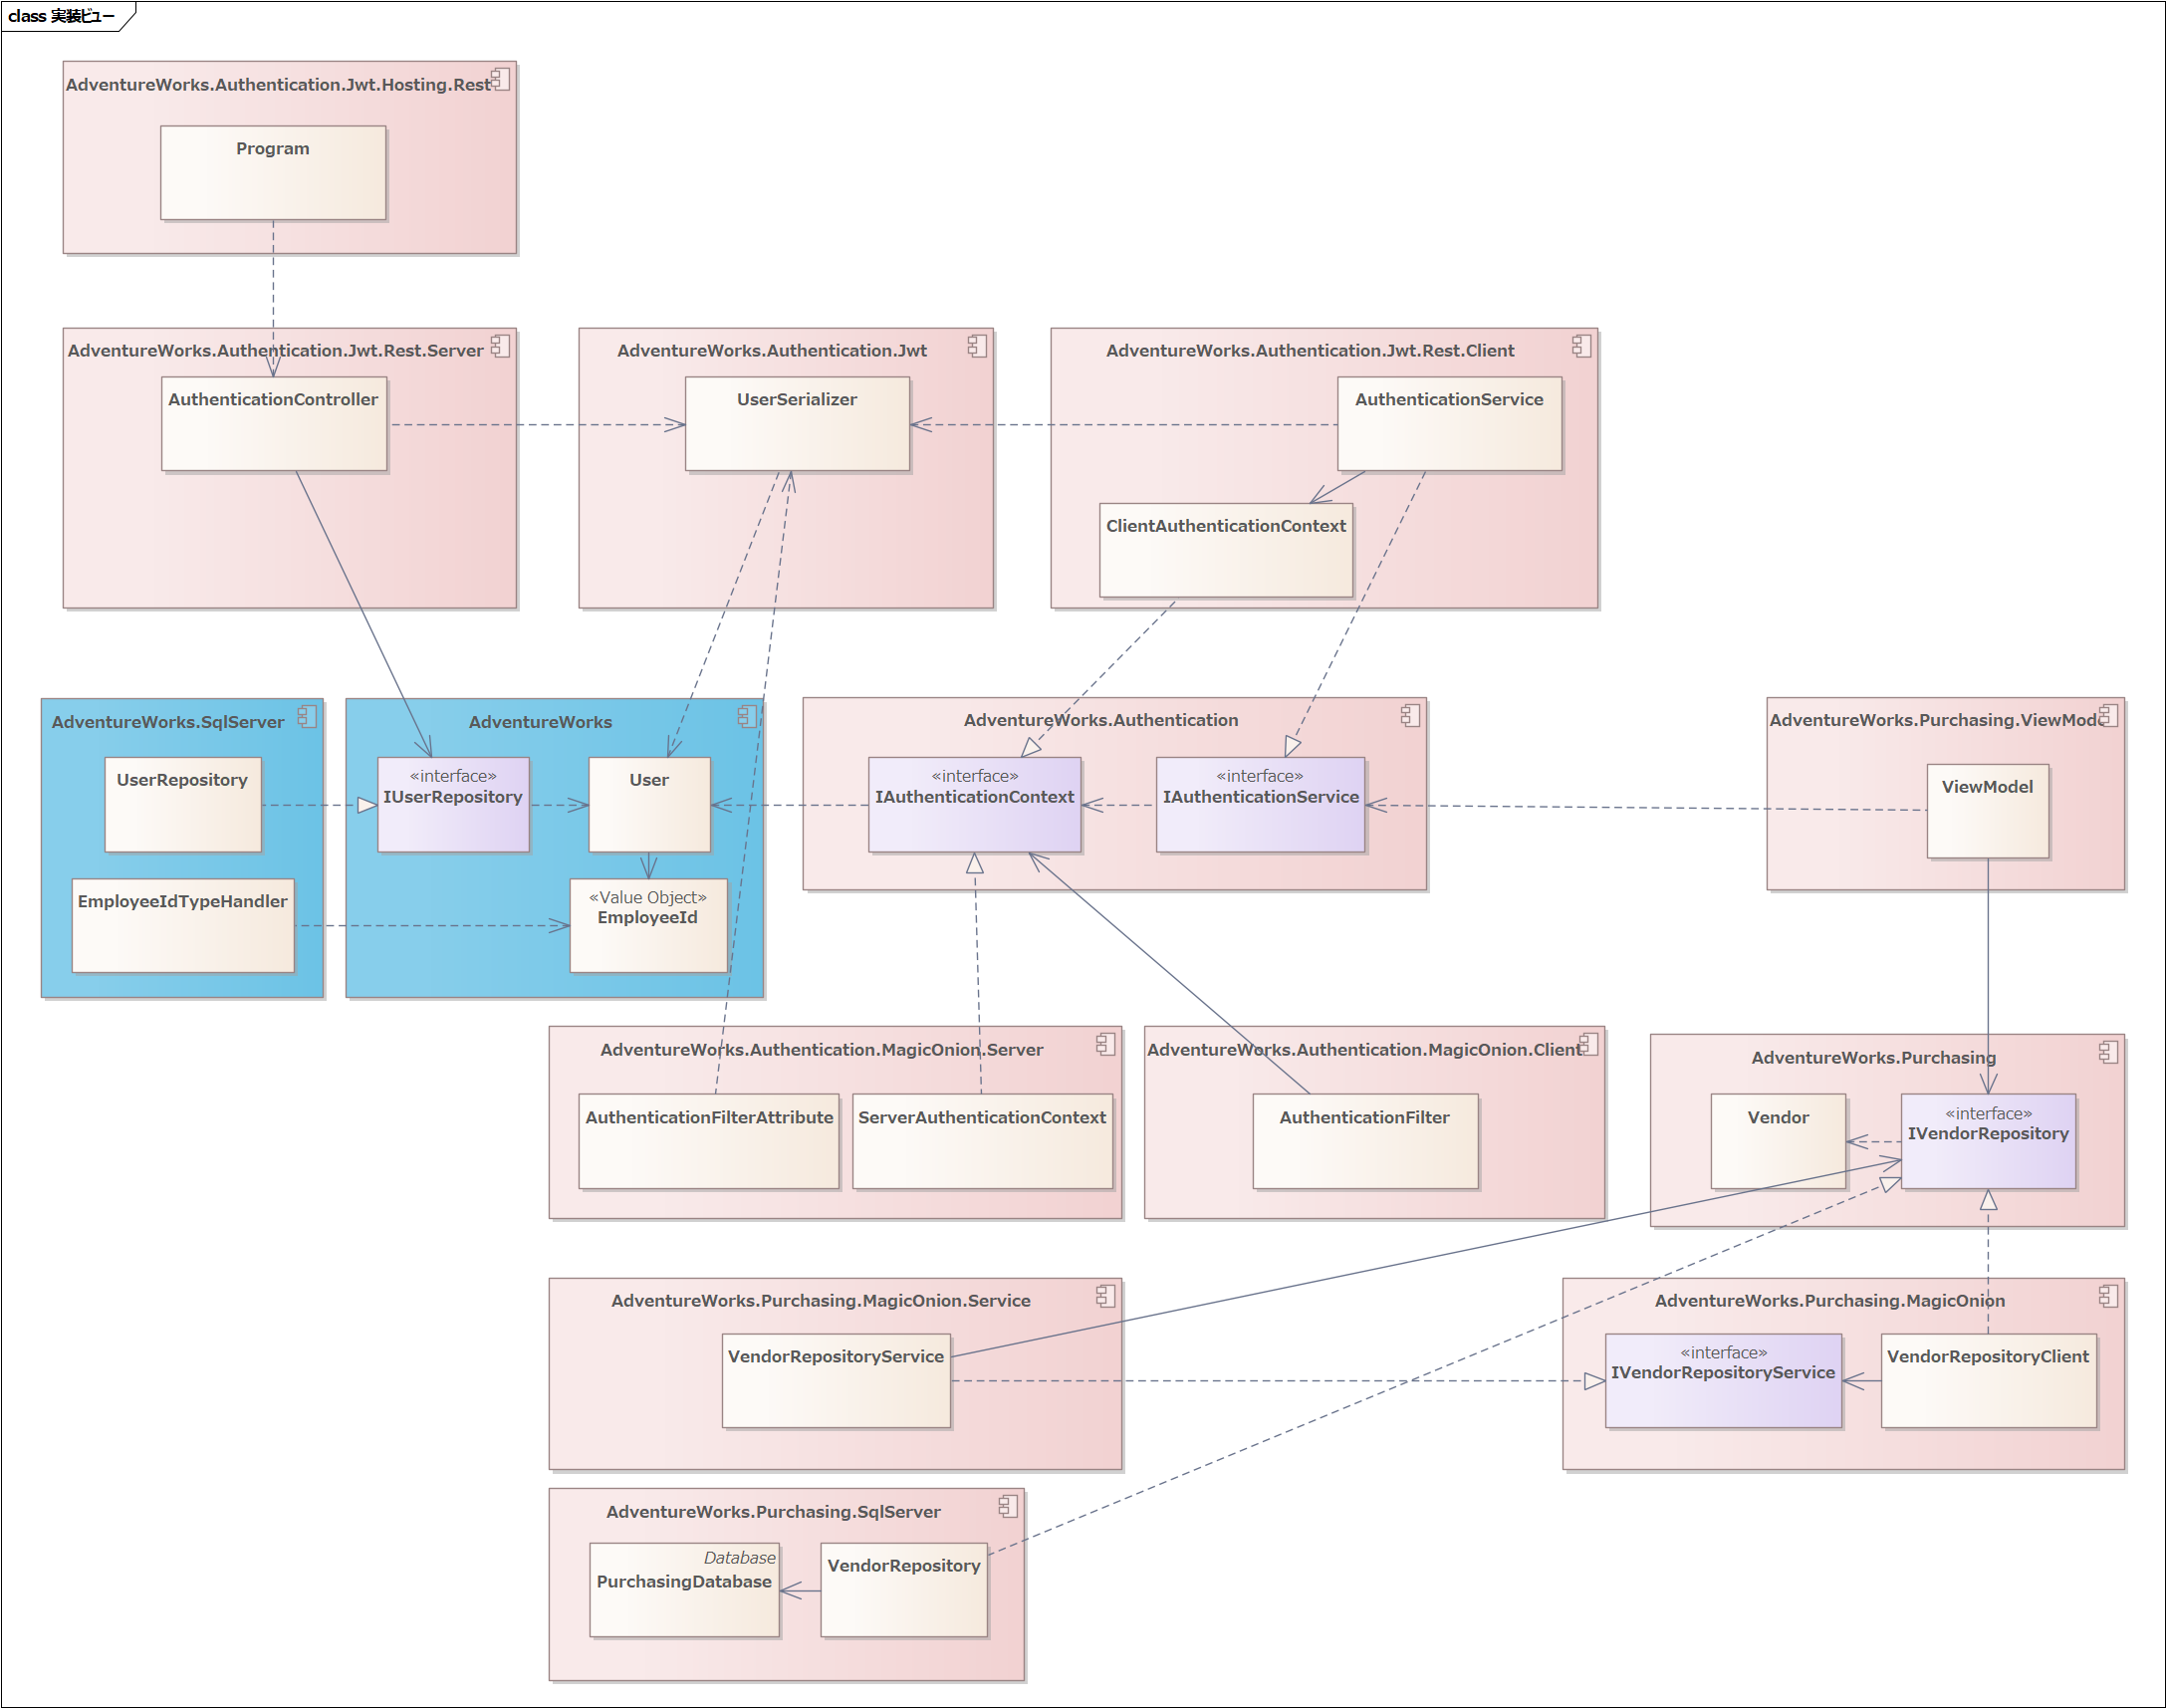 class 実装ビュー
AdventureWorks.Authentication.Jwt.Hosting.Rest
Program
AdventureWorks.Authentication.Jwt.Rest.Server
AuthenticationController
AdventureWorks.Authentication.Jwt
UserSerializer
AdventureWorks.Authentication.Jwt.Rest.Client
AuthenticationService
ClientAuthenticationContext
AdventureWorks.SqlServer
UserRepository
EmployeeIdTypeHandler
AdventureWorks
«interface»
IUserRepository
User
«Value Object»
EmployeeId
AdventureWorks.Authentication
«interface»
IAuthenticationContext
«interface»
IAuthenticationService
AdventureWorks.Purchasing.ViewMode
ViewModel
AdventureWorks.Authentication.MagicOnion.Server
AuthenticationFilterAttribute
ServerAuthenticationContext
AdventureWorks.Authentication.MagicOnion.Client
AuthenticationFilter
AdventureWorks.Purchasing
Vendor
«interface»
IVendorRepository
AdventureWorks.Purchasing.MagicOnion.Service
VendorRepositoryService
AdventureWorks.Purchasing.MagicOnion
«interface»
IVendorRepositoryService
VendorRepositoryClient
AdventureWorks.Purchasing.SqlServer
Database
PurchasingDatabase
VendorRepository